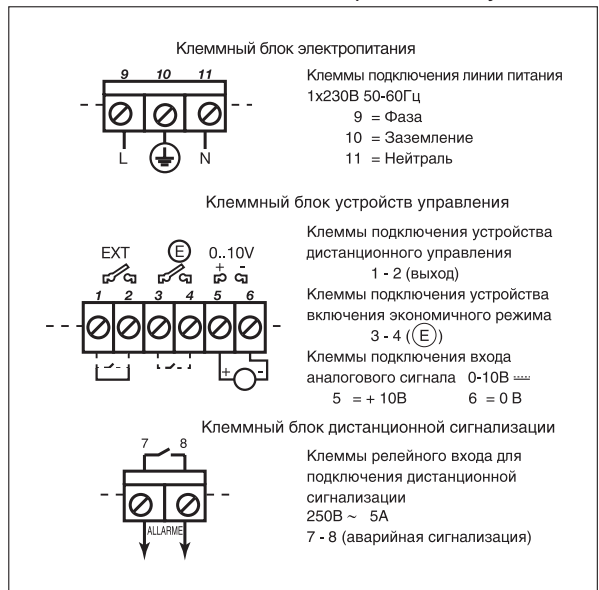 Клеммный блок электропитания
9 10 11
L N
Клеммы подключения линии питания
1x230В 50-60Гц
9 = Фаза
10 = Заземление
11 = Нейтраль
Клеммный блок устройств управления
EXT E 0..10V
+ -
1 2 3 4 5 6
+ -
Клеммы подключения устройства
дистанционного управления
1 - 2 (выход)
Клеммы подключения устройства
включения экономичного режима
3 - 4 (E)
Клеммы подключения входа
аналогового сигнала 0-10В
5 = + 10В 6 = 0 В
Клеммный блок дистанционной сигнализации
7 8
ALLARME
Клеммы релейного входа для
подключения дистанционной
сигнализации
250В ~ 5А
7 - 8 (аварийная сигнализация)